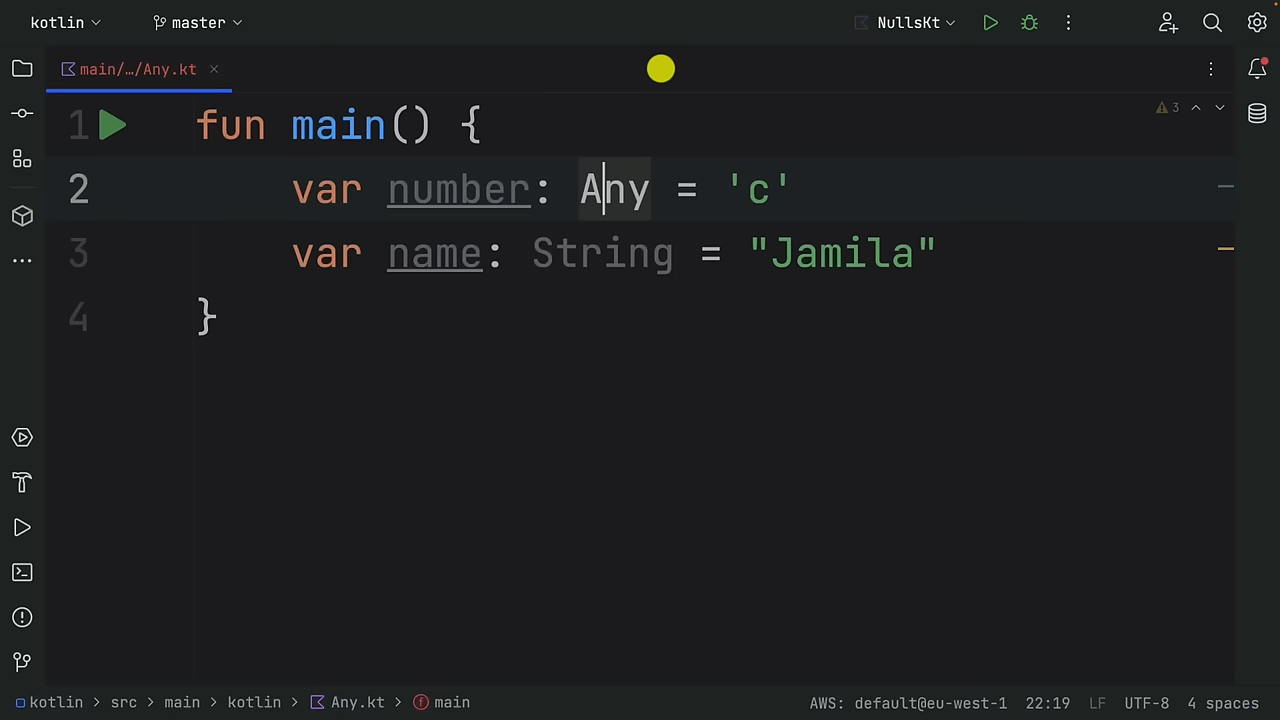 kotlin master NullsKt
main/…/Any.kt
3
1 fun main() {
2 var number: Any = 'c'
3 var name: String = "Jamila"
4 }
kotlin > src > main > kotlin > Any.kt > main AWS: default@eu-west-1 22:19 LF UTF-8 4 spaces